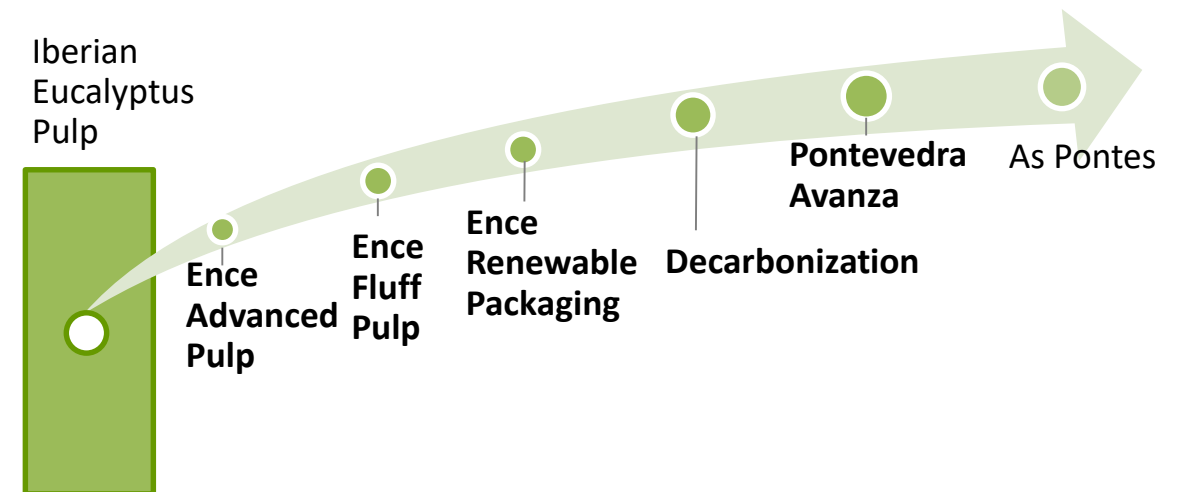 Iberian
Eucalyptus
Pulp
Ence
Advanced
Pulp
Ence
Fluff
Pulp
Ence
Renewable
Packaging
Decarbonization
Pontevedra
Avanza
As Pontes